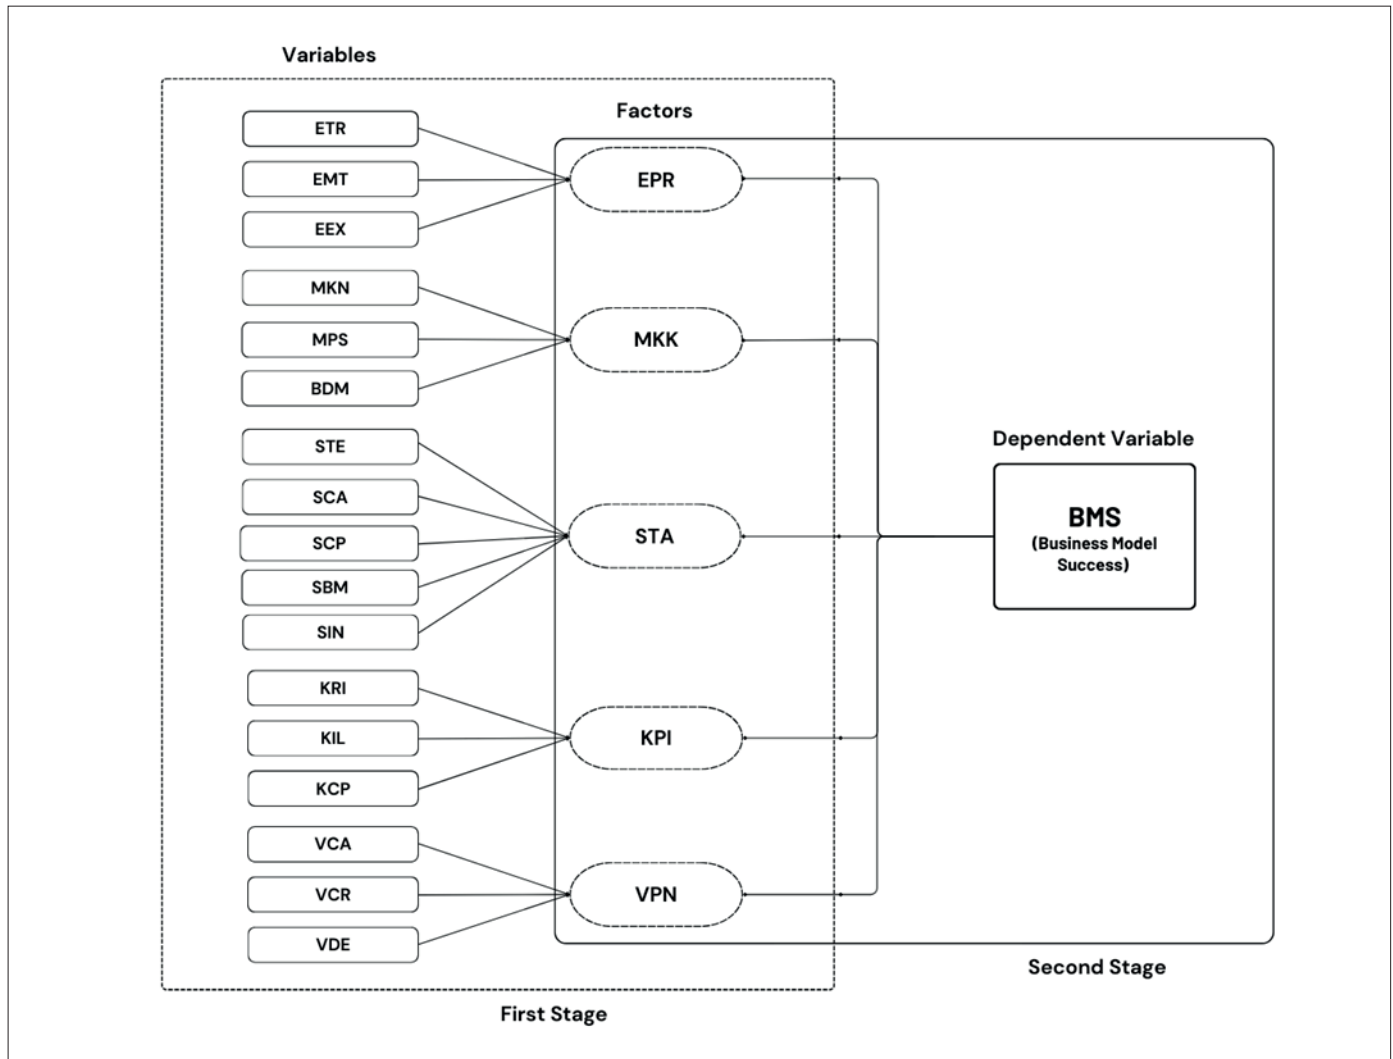 Variables
Factors
ETR
EMT
EEX
EPR
MKN
MPS
BDM
MKK
STE
SCA
SCP
SBM
SIN
STA
KRI
KIL
KCP
KPI
VCA
VCR
VDE
VPN
Dependent Variable
BMS
(Business Model
Success)
Second Stage
First Stage